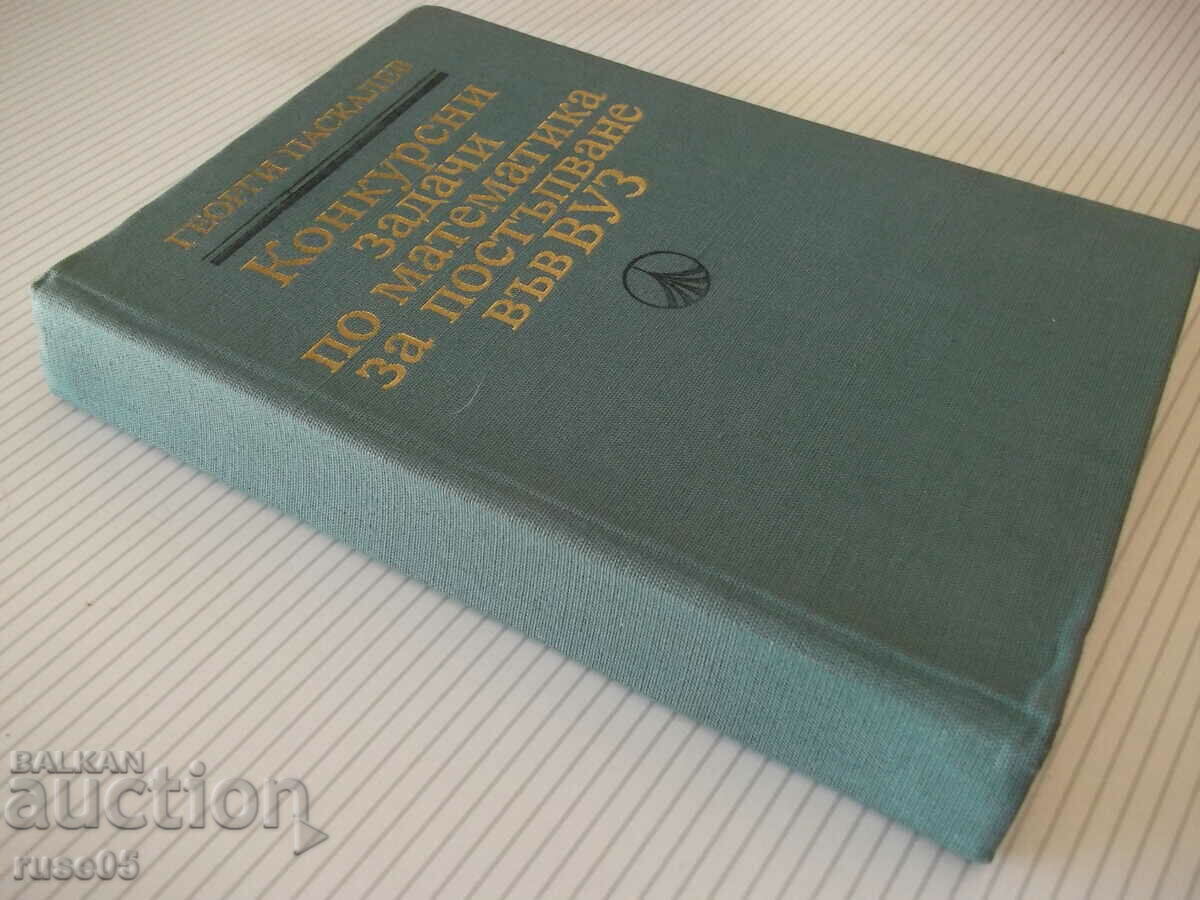 ГЕОРГИ ПАСКАЛЕВ
Конкурсни
задачи
по математика
за постъпване
във ВУЗ
BALKAN
auction
ruse05